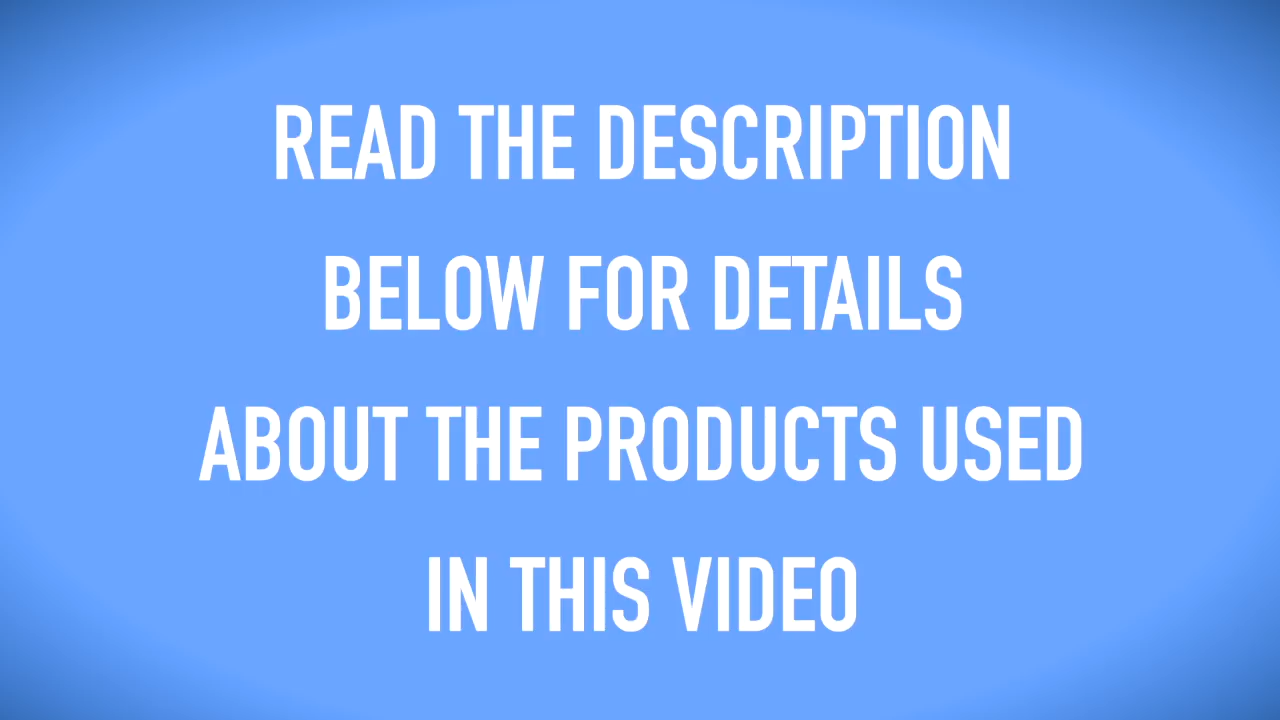 READ THE DESCRIPTION
BELOW FOR DETAILS
ABOUT THE PRODUCTS USED
IN THIS VIDEO